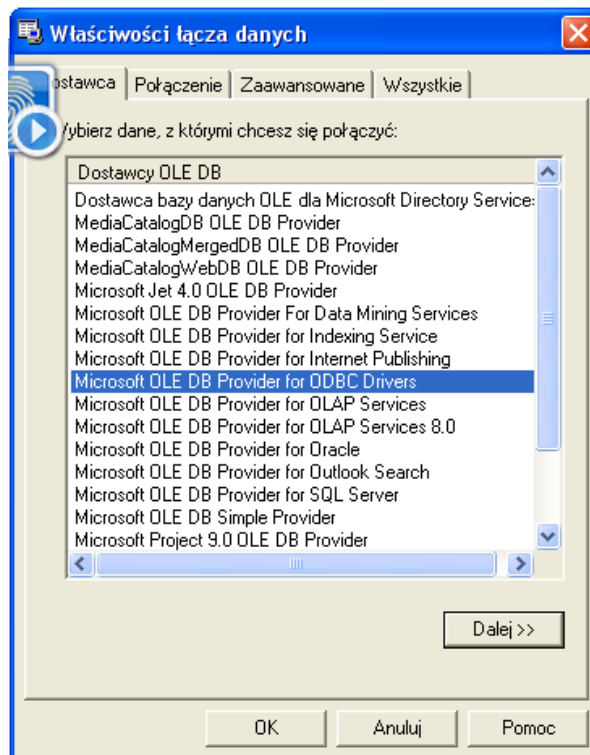 Właściwości łącza danych
ostawca Połączenie Zaawansowane Wszystkie
ybierz dane, z którymi chcesz się połączyć:
Dostawcy OLE DB
Dostawca bazy danych OLE dla Microsoft Directory Service
MediaCatalogDB OLE DB Provider
MediaCatalogMergedDB OLE DB Provider
MediaCatalogWebDB OLE DB Provider
Microsoft Jet 4.0 OLE DB Provider
Microsoft OLE DB Provider For Data Mining Services
Microsoft OLE DB Provider for Indexing Service
Microsoft OLE DB Provider for Internet Publishing
Microsoft OLE DB Provider for ODBC Drivers
Microsoft OLE DB Provider for OLAP Services
Microsoft OLE DB Provider for OLAP Services 8.0
Microsoft OLE DB Provider for Oracle
Microsoft OLE DB Provider for Outlook Search
Microsoft OLE DB Provider for SQL Server
Microsoft OLE DB Simple Provider
Microsoft Project 9.0 OLE DB Provider
Dalej >>
OK Anuluj Pomoc